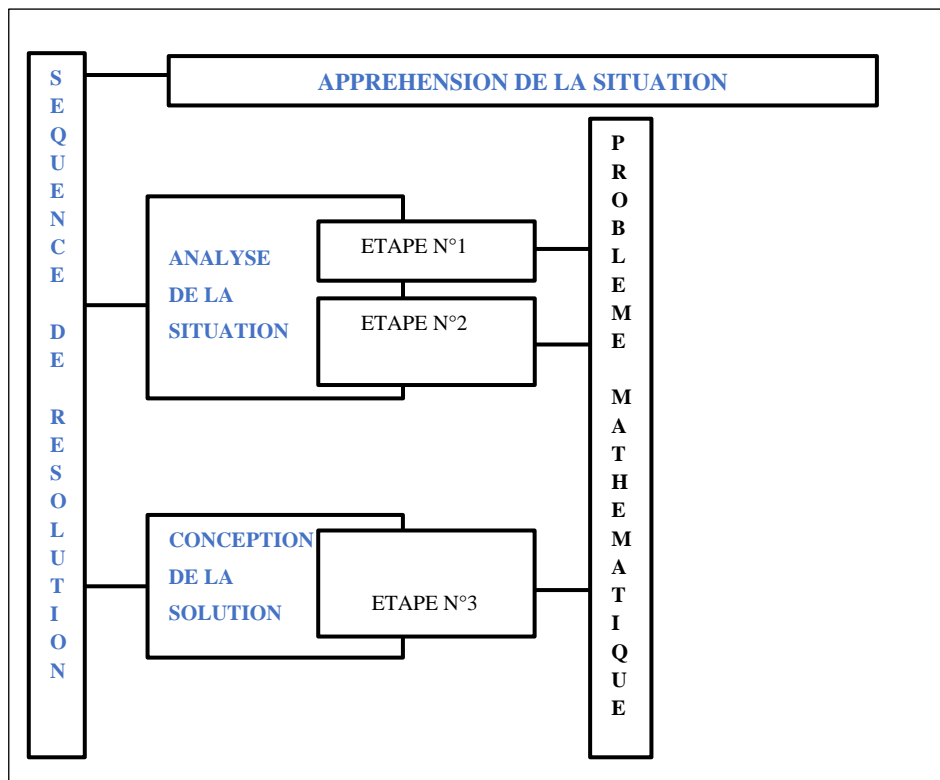 SEQUENCE DE RESOLUTION
APPREHENSION DE LA SITUATION
ANALYSE
DE LA
SITUATION
ETAPE N°1
ETAPE N°2
CONCEPTION
DE LA
SOLUTION
ETAPE N°3
PROBLEME MATHEMATIQUE